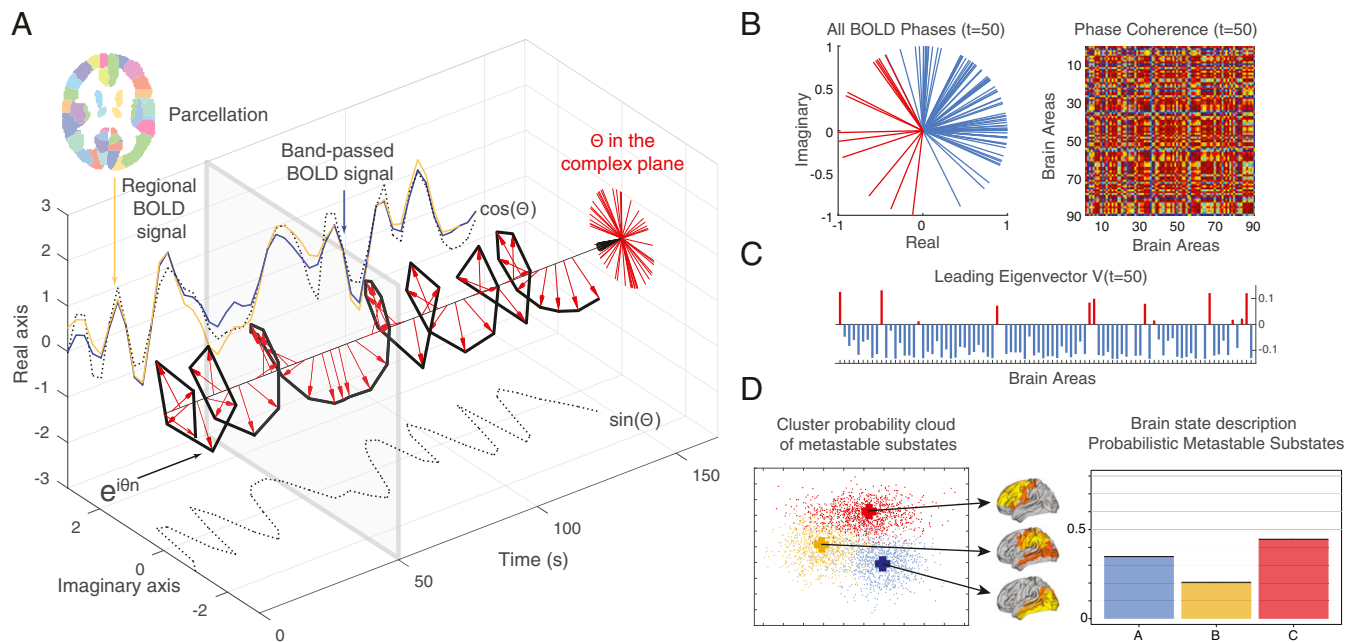 A
Parcellation
Regional
BOLD
signal
Band-passed
BOLD signal
Θ in the
complex plane
cos(Θ)
sin(Θ)
e^iθn
Real axis
3
2
1
0
-1
-2
-3
Imaginary axis
2
0
-2
Time (s)
0
50
100
150
B
All BOLD Phases (t=50)
Imaginary
1
0.5
0
-0.5
-1
-1
0
1
Real
Phase Coherence (t=50)
Brain Areas
10
30
50
70
90
10
30
50
70
90
Brain Areas
C
Leading Eigenvector V(t=50)
0.1
0
-0.1
Brain Areas
D
Cluster probability cloud
of metastable substates
Brain state description
Probabilistic Metastable Substates
0.5
0
A
B
C